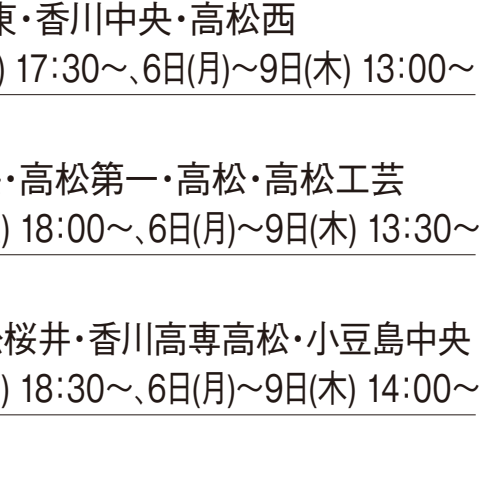 東・香川中央・高松西
) 17：30～、6日(月)～9日(木) 13：00～
・高松第一・高松・高松工芸
) 18：00～、6日(月)～9日(木) 13：30～
桜井・香川高専高松・小豆島中央
) 18：30～、6日(月)～9日(木) 14：00～